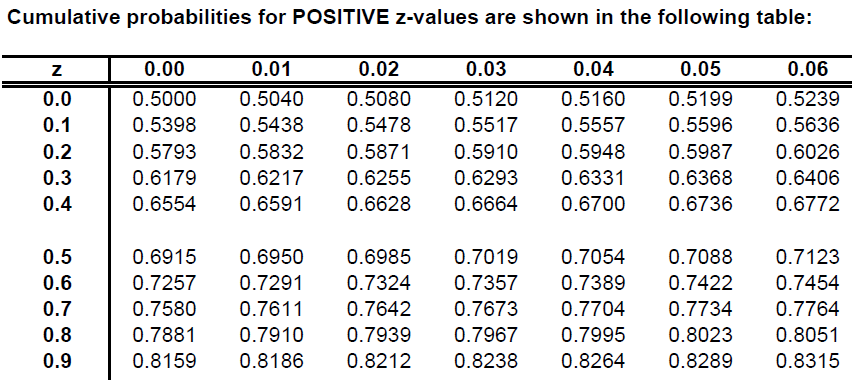 Cumulative probabilities for POSITIVE z-values are shown in the following table:
z 0.00 0.01 0.02 0.03 0.04 0.05 0.06
0.0 0.5000 0.5040 0.5080 0.5120 0.5160 0.5199 0.5239
0.1 0.5398 0.5438 0.5478 0.5517 0.5557 0.5596 0.5636
0.2 0.5793 0.5832 0.5871 0.5910 0.5948 0.5987 0.6026
0.3 0.6179 0.6217 0.6255 0.6293 0.6331 0.6368 0.6406
0.4 0.6554 0.6591 0.6628 0.6664 0.6700 0.6736 0.6772
0.5 0.6915 0.6950 0.6985 0.7019 0.7054 0.7088 0.7123
0.6 0.7257 0.7291 0.7324 0.7357 0.7389 0.7422 0.7454
0.7 0.7580 0.7611 0.7642 0.7673 0.7704 0.7734 0.7764
0.8 0.7881 0.7910 0.7939 0.7967 0.7995 0.8023 0.8051
0.9 0.8159 0.8186 0.8212 0.8238 0.8264 0.8289 0.8315